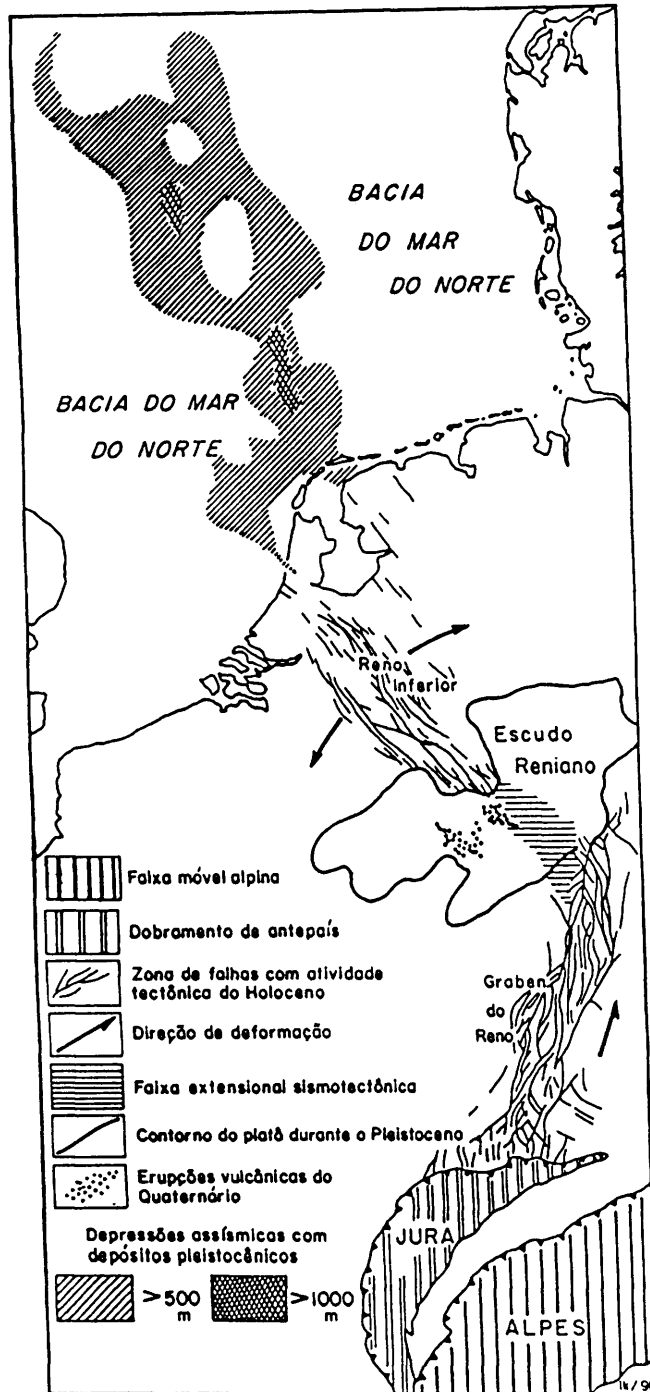 BACIA
DO MAR
DO NORTE
BACIA DO MAR
DO NORTE
Reno
Inferior
Escudo
Reniano
Graben
do
Reno
JURA
ALPES
Faixa móvel alpina
Dobramento de antepaís
Zona de falhas com atividade
tectônica do Holoceno
Direção de deformação
Faixa extensional sismotectônica
Contorno do platô durante o Pleistoceno
Erupções vulcânicas do
Quaternório
Depressões assísmicas com
depósitos pleistocênicos
>500
m
>1000
m